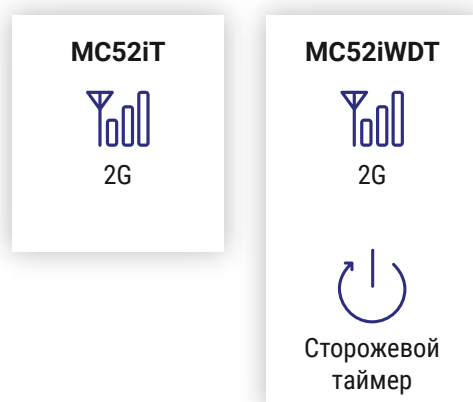 MC52iT
2G
MC52iWDT
2G
Сторожевой
таймер